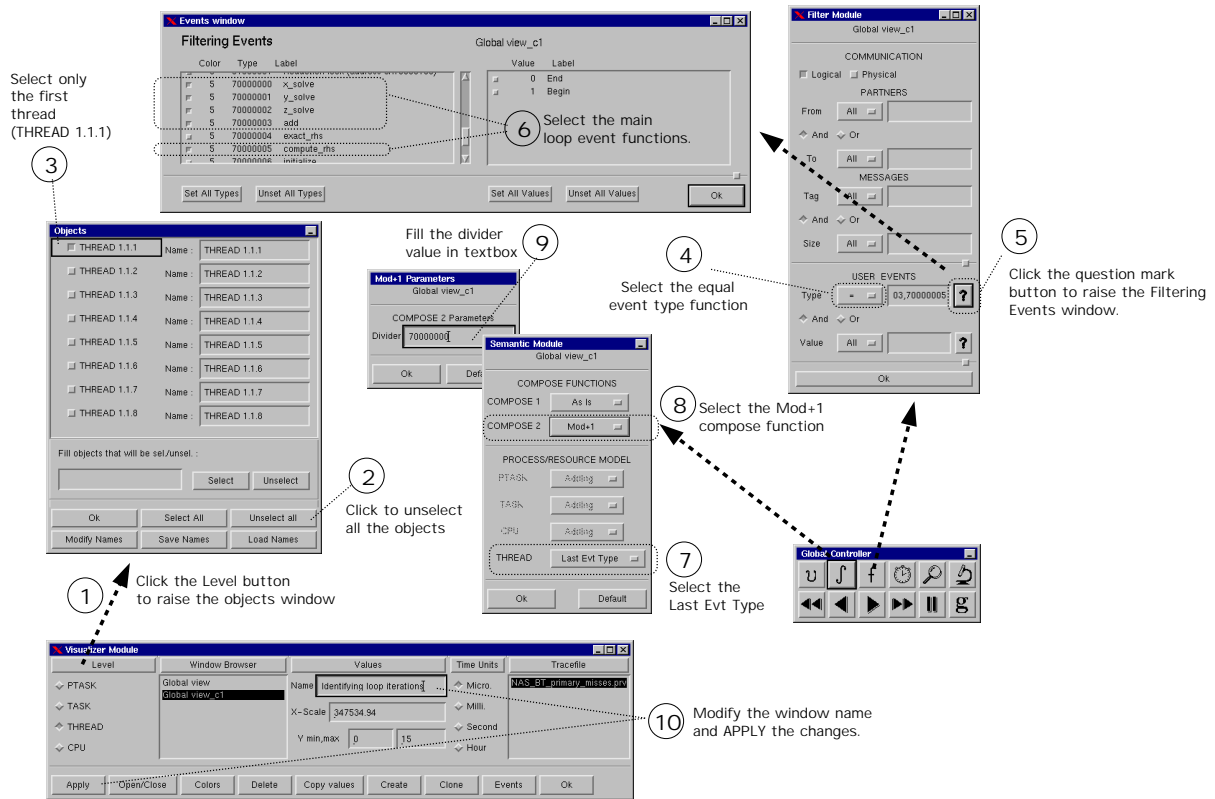 Events window
Filtering Events
Global view_c1
Color Type Label
Value Label
5 70000000 x_solve
5 70000001 y_solve
5 70000002 z_solve
5 70000003 add
5 70000004 exact_rhs
5 70000005 compute_rhs
5 70000006 initialize
0 End
1 Begin
6
Select the main
loop event functions.
Set All Types
Unset All Types
Set All Values
Unset All Values
Ok
Filter Module
Global view_c1
COMMUNICATION
Logical Physical
PARTNERS
From All
And Or
To All
MESSAGES
Tag All
And Or
Size All
USER EVENTS
Type = 03,70000005 ?
And Or
Value All ?
Ok
Select only
the first
thread
(THREAD 1.1.1)
3
Objects
THREAD 1.1.1 Name : THREAD 1.1.1
THREAD 1.1.2 Name : THREAD 1.1.2
THREAD 1.1.3 Name : THREAD 1.1.3
THREAD 1.1.4 Name : THREAD 1.1.4
THREAD 1.1.5 Name : THREAD 1.1.5
THREAD 1.1.6 Name : THREAD 1.1.6
THREAD 1.1.7 Name : THREAD 1.1.7
THREAD 1.1.8 Name : THREAD 1.1.8
Fill objects that will be sel./unsel. :
Select Unselect
Ok Select All Unselect all
Modify Names Save Names Load Names
2
Click to unselect
all the objects
Fill the divider
value in textbox
9
Mod+1 Parameters
Global view_c1
COMPOSE 2 Parameters
Divider 70000000
Ok
4
Select the equal
event type function
5
Click the question mark
button to raise the Filtering
Events window.
Semantic Module
Global view_c1
COMPOSE FUNCTIONS
COMPOSE 1 As Is
COMPOSE 2 Mod+1
PROCESS/RESOURCE MODEL
PTASK Adding
TASK Adding
CPU Adding
THREAD Last Evt Type
Ok Default
8
Select the Mod+1
compose function
7
Select the
Last Evt Type
Global Controller
g
1
Click the Level button
to raise the objects window
Visualizer Module
Level Window Browser Values Time Units Tracefile
PTASK
TASK
THREAD
CPU
Global view
Global view_c1
Name Identifying loop iterations
X-Scale 347534.94
Y min,max 0 15
Micro.
Milli.
Second
Hour
NAS_BT_primary_misses.prv
Apply Open/Close Colors Delete Copy values Create Clone Events Ok
10
Modify the window name
and APPLY the changes.